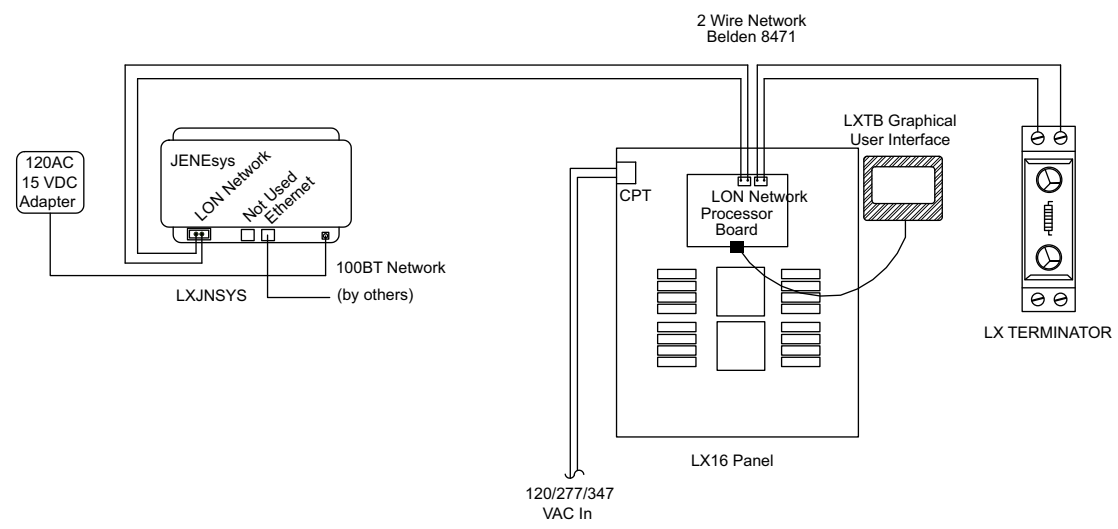 2 Wire Network
Belden 8471
LXTB Graphical
User Interface
120AC
15 VDC
Adapter
JENEsys
LON Network
Not Used
Ethernet
CPT
LON Network
Processor
Board
100BT Network
(by others)
LXJNSYS
LX TERMINATOR
LX16 Panel
120/277/347
VAC In